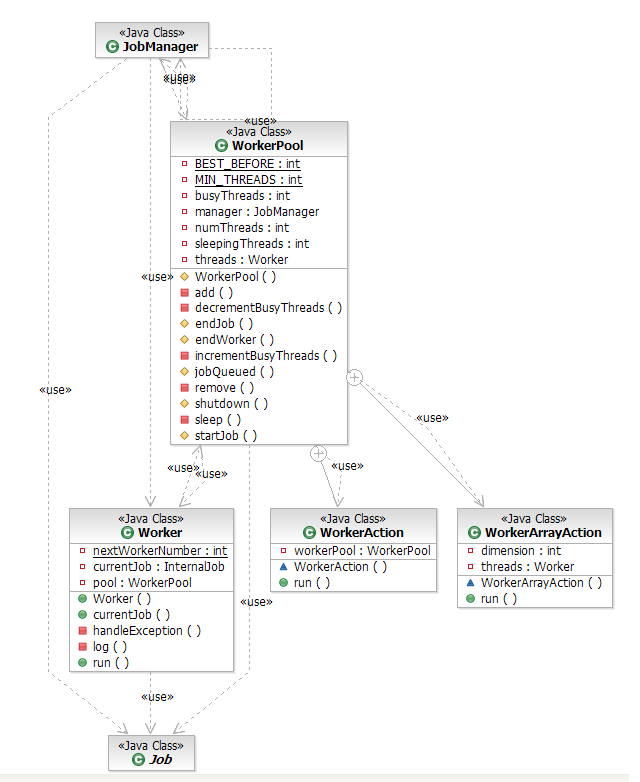 «Java Class»
JobManager
«use»
«use»
«use»
«Java Class»
WorkerPool
BEST_BEFORE : int
MIN_THREADS : int
busyThreads : int
manager : JobManager
numThreads : int
sleepingThreads : int
threads : Worker
«use»
WorkerPool ( )
add ( )
decrementBusyThreads ( )
endJob ( )
endWorker ( )
incrementBusyThreads ( )
jobQueued ( )
remove ( )
shutdown ( )
sleep ( )
startJob ( )
«use»
«use»
«use»
«use»
«use»
«Java Class»
Worker
nextWorkerNumber : int
currentJob : InternalJob
pool : WorkerPool
Worker ( )
currentJob ( )
handleException ( )
log ( )
run ( )
«Java Class»
WorkerAction
workerPool : WorkerPool
WorkerAction ( )
run ( )
«Java Class»
WorkerArrayAction
dimension : int
threads : Worker
WorkerArrayAction ( )
run ( )
«use»
«use»
«Java Class»
Job